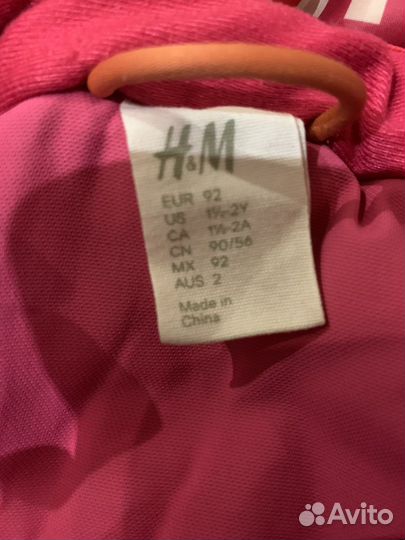 H&M
EUR 92
US 1½-2Y
CA 1½-2A
CN 90/56
MX 92
AUS 2
Made in
China
Avito